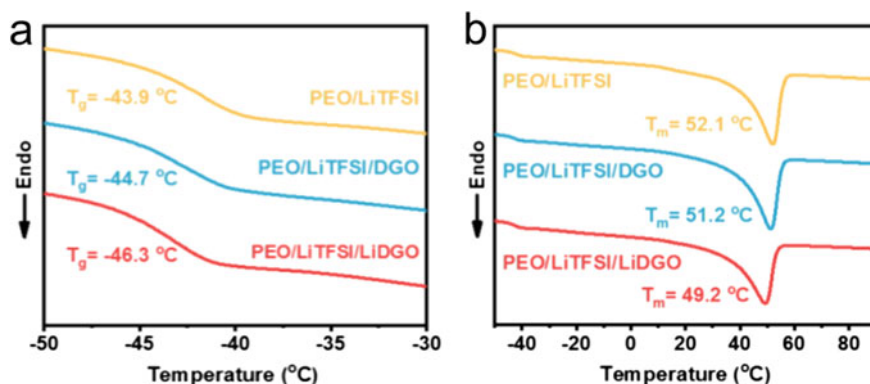 a
Endo
Tg= -43.9 °C
PEO/LiTFSI
Tg= -44.7 °C
PEO/LiTFSI/DGO
Tg= -46.3 °C
PEO/LiTFSI/LiDGO
-50 -45 -40 -35 -30
Temperature (°C)
b
Endo
PEO/LiTFSI
Tm= 52.1 °C
PEO/LiTFSI/DGO
Tm= 51.2 °C
PEO/LiTFSI/LiDGO
Tm= 49.2 °C
-40 -20 0 20 40 60 80
Temperature (°C)